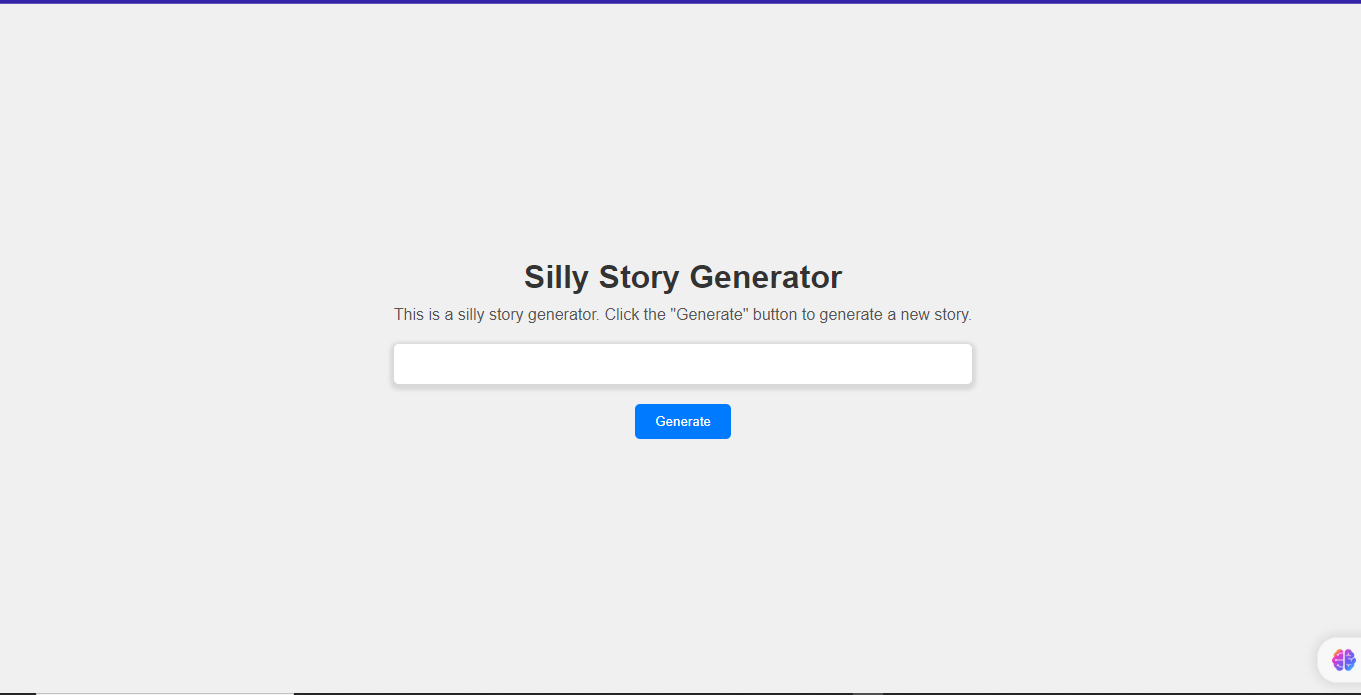 Silly Story Generator
This is a silly story generator. Click the "Generate" button to generate a new story.
Generate